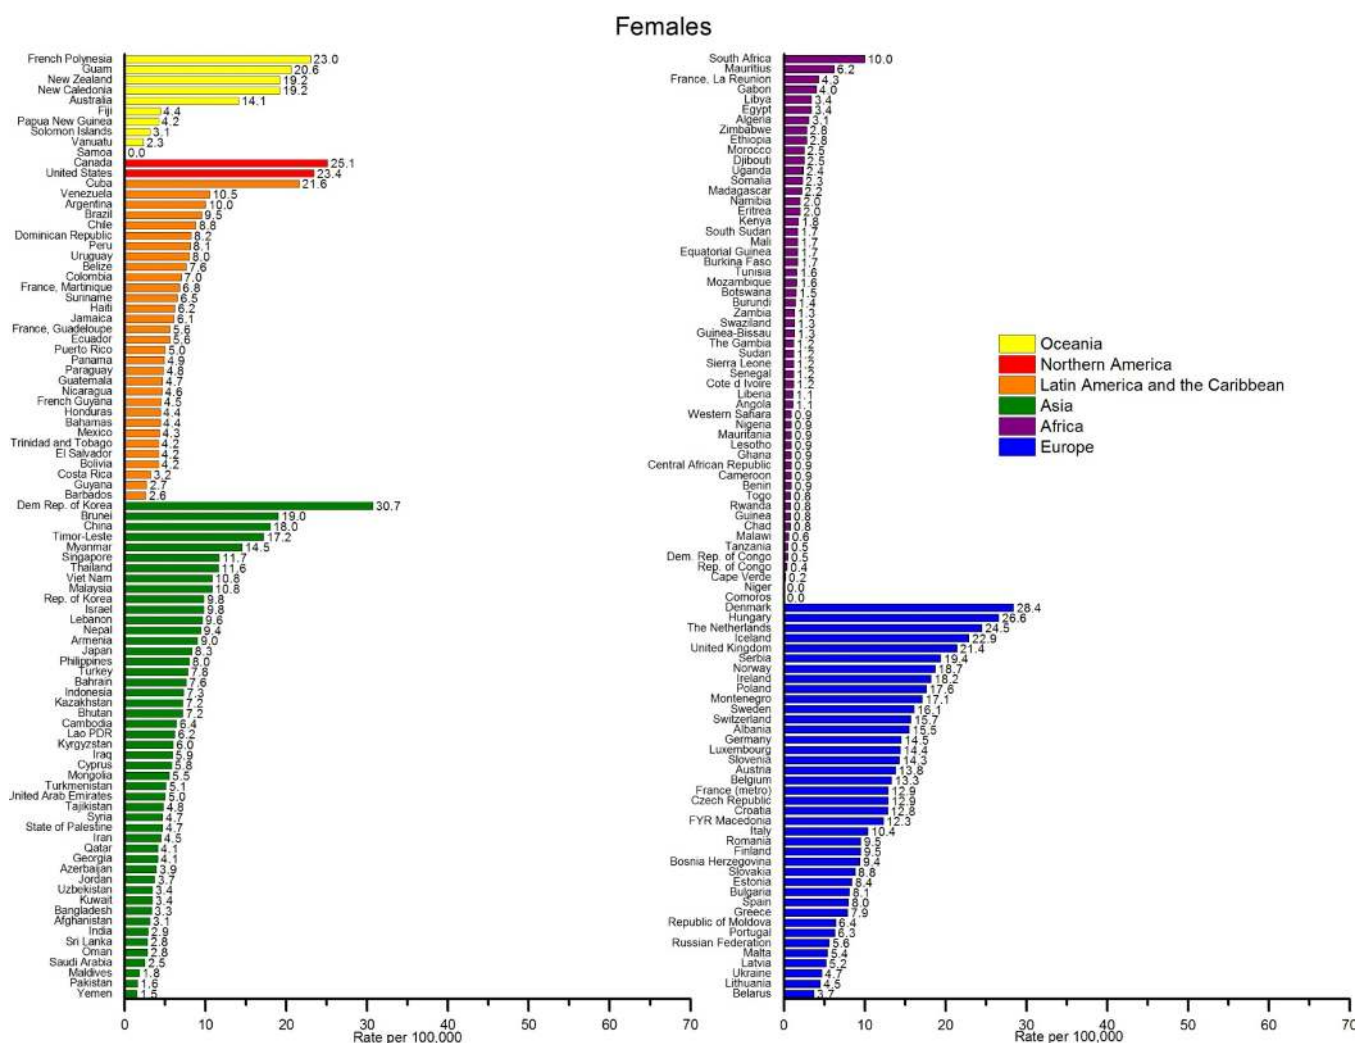 Females
French Polynesia 23.0
Guam 20.6
New Zealand 19.2
New Caledonia 19.2
Australia 14.1
Fiji 4.4
Papua New Guinea 4.2
Solomon Islands 3.1
Vanuatu 2.3
Samoa 0.0
Canada 25.1
United States 23.4
Cuba 21.6
Venezuela 10.5
Argentina 10.0
Brazil 9.5
Chile 8.8
Dominican Republic 8.2
Peru 8.1
Uruguay 8.0
Belize 7.6
Colombia 7.0
France, Martinique 6.8
Suriname 6.5
Haiti 6.2
Jamaica 6.1
France, Guadeloupe 5.6
Ecuador 5.6
Puerto Rico 5.0
Panama 4.9
Paraguay 4.8
Guatemala 4.7
Nicaragua 4.6
French Guyana 4.5
Honduras 4.4
Bahamas 4.4
Mexico 4.3
Trinidad and Tobago 4.2
El Salvador 4.2
Bolivia 4.2
Costa Rica 3.2
Guyana 2.7
Barbados 2.6
Dem Rep. of Korea 30.7
Brunei 19.0
China 18.0
Timor-Leste 17.2
Myanmar 14.5
Singapore 11.7
Thailand 11.6
Viet Nam 10.8
Malaysia 10.8
Rep. of Korea 9.8
Israel 9.8
Lebanon 9.6
Nepal 9.4
Armenia 9.0
Japan 8.3
Philippines 8.0
Turkey 7.8
Bahrain 7.6
Indonesia 7.3
Kazakhstan 7.2
Bhutan 7.2
Cambodia 6.4
Lao PDR 6.2
Kyrgyzstan 6.0
Iraq 5.9
Cyprus 5.8
Mongolia 5.5
Turkmenistan 5.1
United Arab Emirates 5.0
Tajikistan 4.8
Syria 4.7
State of Palestine 4.7
Iran 4.5
Qatar 4.1
Georgia 4.1
Azerbaijan 3.9
Jordan 3.7
Uzbekistan 3.4
Kuwait 3.4
Bangladesh 3.3
Afghanistan 3.1
India 2.9
Sri Lanka 2.8
Oman 2.8
Saudi Arabia 2.5
Maldives 1.8
Pakistan 1.6
Yemen 1.5
0 10 20 30 40 50 60 70
Rate per 100,000
South Africa 10.0
Mauritius 6.2
France, La Reunion 4.3
Gabon 4.0
Libya 3.4
Egypt 3.4
Algeria 3.1
Zimbabwe 2.8
Ethiopia 2.8
Morocco 2.5
Djibouti 2.5
Uganda 2.4
Somalia 2.3
Madagascar 2.2
Namibia 2.0
Eritrea 2.0
Kenya 1.8
South Sudan 1.7
Mali 1.7
Equatorial Guinea 1.7
Burkina Faso 1.7
Tunisia 1.6
Mozambique 1.6
Botswana 1.5
Burundi 1.4
Zambia 1.3
Swaziland 1.3
Guinea-Bissau 1.3
The Gambia 1.2
Sudan 1.2
Sierra Leone 1.2
Senegal 1.2
Cote d Ivoire 1.2
Liberia 1.1
Angola 1.1
Western Sahara 0.9
Nigeria 0.9
Mauritania 0.9
Lesotho 0.9
Ghana 0.9
Central African Republic 0.9
Cameroon 0.9
Benin 0.9
Togo 0.8
Rwanda 0.8
Guinea 0.8
Chad 0.8
Malawi 0.6
Tanzania 0.5
Dem. Rep. of Congo 0.5
Rep. of Congo 0.4
Cape Verde 0.2
Niger 0.0
Comoros 0.0
Denmark 28.4
Hungary 26.6
The Netherlands 24.5
Iceland 22.9
United Kingdom 21.4
Serbia 19.4
Norway 18.7
Ireland 18.2
Poland 17.6
Montenegro 17.1
Sweden 16.1
Switzerland 15.7
Albania 15.5
Germany 14.5
Luxembourg 14.4
Slovenia 14.3
Austria 13.8
Belgium 13.3
France (metro) 12.9
Czech Republic 12.9
Croatia 12.8
FYR Macedonia 12.3
Italy 10.4
Romania 9.5
Finland 9.5
Bosnia Herzegovina 9.4
Slovakia 8.8
Estonia 8.4
Bulgaria 8.1
Spain 8.0
Greece 7.9
Republic of Moldova 6.4
Portugal 6.3
Russian Federation 5.6
Malta 5.4
Latvia 5.2
Ukraine 4.7
Lithuania 4.5
Belarus 3.7
0 10 20 30 40 50 60 70
Rate per 100,000
Oceania
Northern America
Latin America and the Caribbean
Asia
Africa
Europe